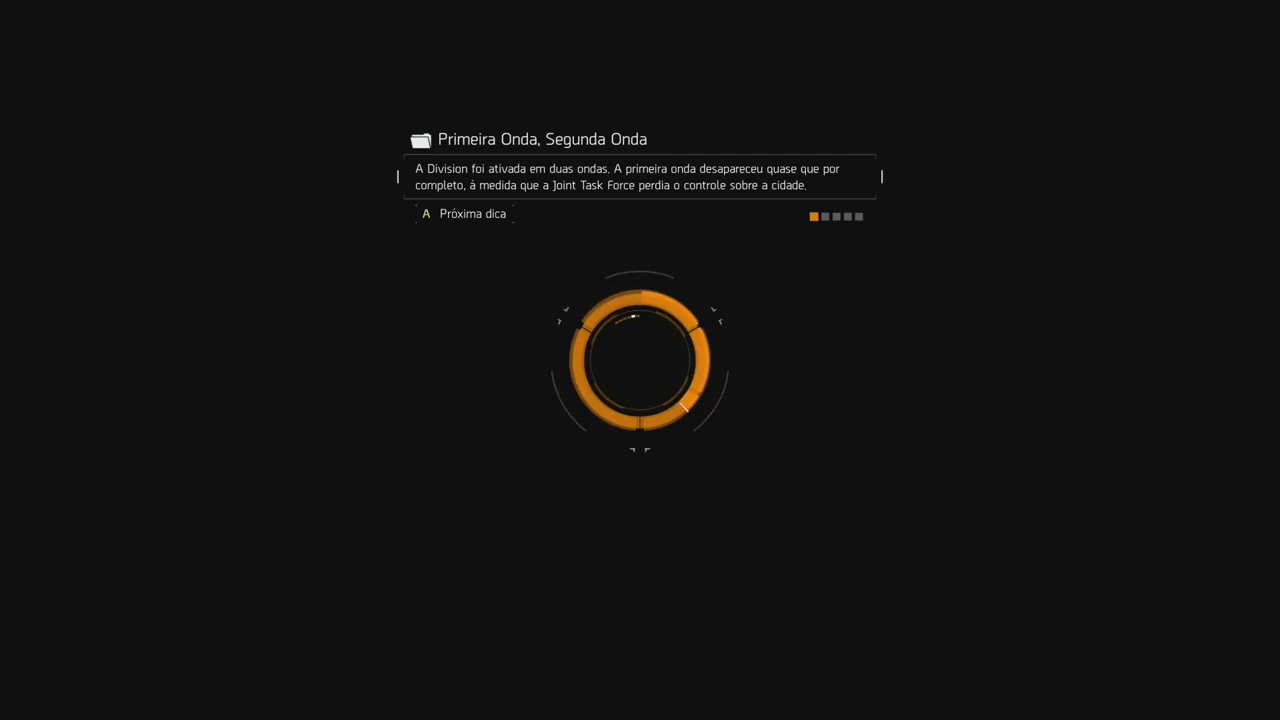 Primeira Onda, Segunda Onda
A Division foi ativada em duas ondas. A primeira onda desapareceu quase que por
completo, à medida que a Joint Task Force perdia o controle sobre a cidade.
A Próxima dica